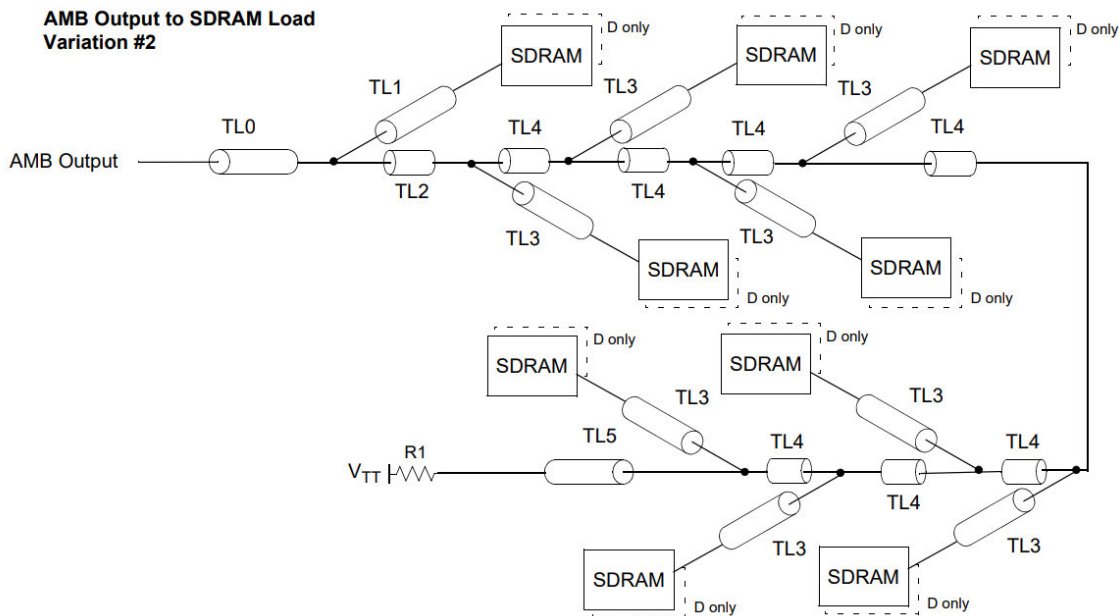 AMB Output to SDRAM Load
Variation #2
D only
D only
D only
SDRAM
SDRAM
SDRAM
TL1
TL3
TL3
TL0
TL4
TL4
TL4
AMB Output
TL2
TL4
TL3
TL3
SDRAM
SDRAM
D only
D only
D only
D only
SDRAM
SDRAM
TL3
TL3
TL5
TL4
TL4
R1
VTT
TL4
TL3
TL3
SDRAM
SDRAM
D only
D only